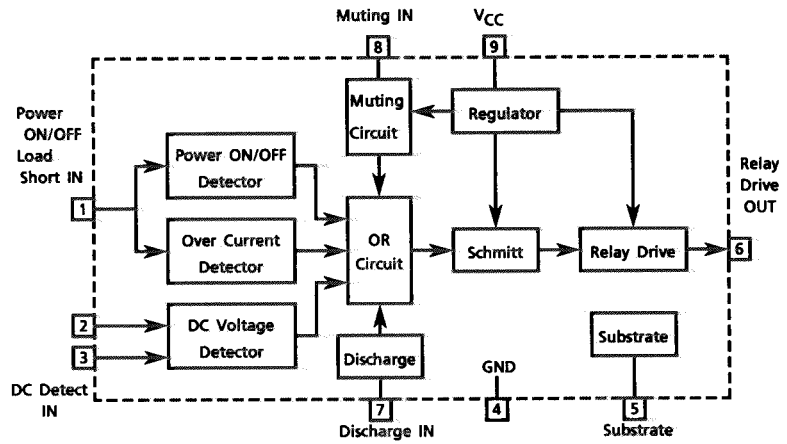 Muting IN
VCC
8
9
Power
ON/OFF
Load
Short IN
Muting
Circuit
Regulator
Power ON/OFF
Detector
Relay
Drive
OUT
1
OR
Circuit
Over Current
Detector
Schmitt
Relay Drive
6
2
3
DC Voltage
Detector
Discharge
Substrate
GND
DC Detect
IN
7
4
5
Discharge IN
Substrate